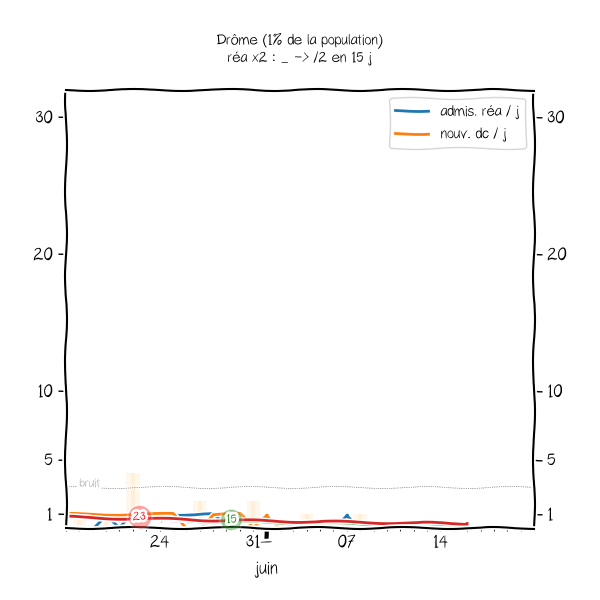 Drôme (1% de la population)
réa x2 : _ -> /2 en 15 j
admis. réa / j
nouv. dc / j
30
30
20
20
10
10
5
5
bruit
1
1
23
15
24
31
07
14
juin